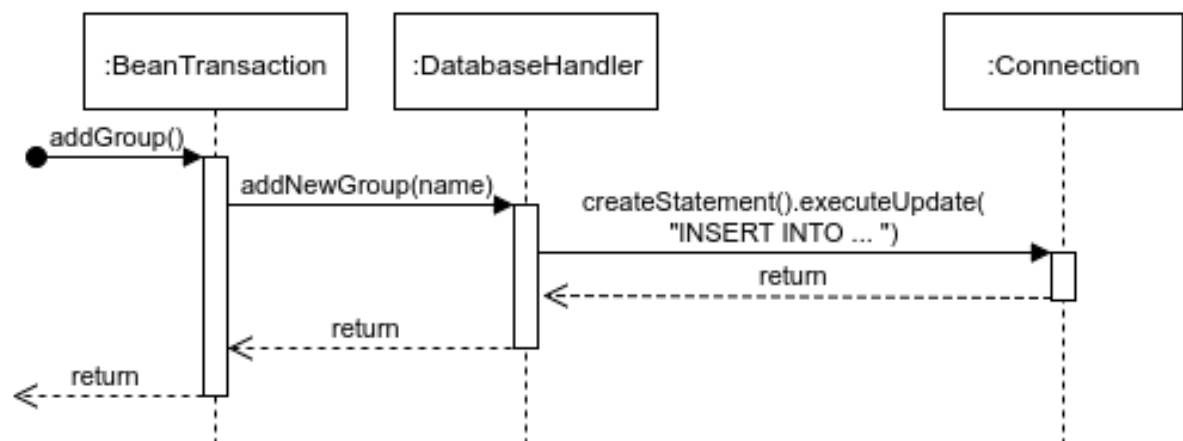 :BeanTransaction
:DatabaseHandler
:Connection
addGroup()
addNewGroup(name)
createStatement().executeUpdate(
"INSERT INTO ... ")
return
return
return